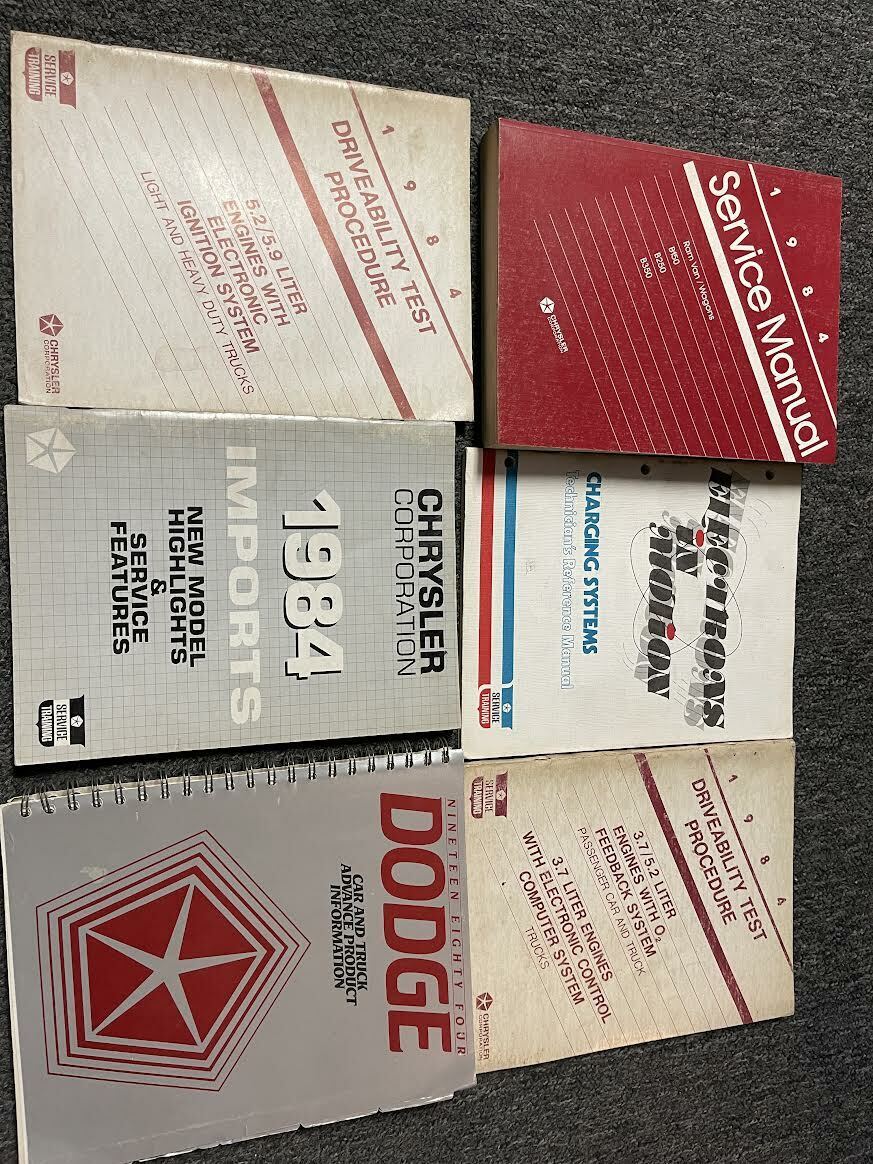 SERVICE
TRAINING
1984
DRIVEABILITY TEST
PROCEDURE
5.2/5.9 LITER
ENGINES WITH
ELECTRONIC
IGNITION SYSTEM
LIGHT AND HEAVY DUTY TRUCKS
CHRYSLER
CORPORATION
1984
Service Manual
Ram Van/Wagons
B150
B250
B350
CHRYSLER
CORPORATION
CHRYSLER
CORPORATION
1984
IMPORTS
NEW MODEL
HIGHLIGHTS
&
SERVICE
FEATURES
SERVICE
TRAINING
ELECTRONS
IN
MOTION
CHARGING SYSTEMS
Technician's Reference Manual
SERVICE
TRAINING
NINETEEN EIGHTY FOUR
DODGE
CAR AND TRUCK
ADVANCE PRODUCT
INFORMATION
SERVICE
TRAINING
1984
DRIVEABILITY TEST
PROCEDURE
3.7/5.2 LITER
ENGINES WITH O2
FEEDBACK SYSTEM
PASSENGER CAR AND TRUCK
3.7 LITER ENGINES
WITH ELECTRONIC CONTROL
COMPUTER SYSTEM
TRUCKS
CHRYSLER
CORPORATION